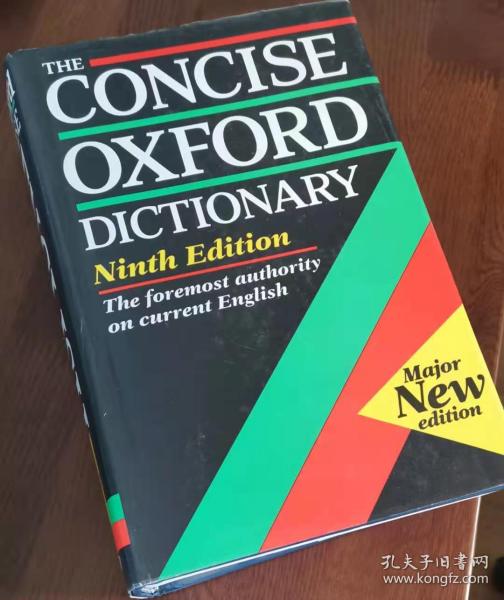 THE
CONCISE
OXFORD
DICTIONARY
Ninth Edition
The foremost authority
on current English
Major
New
edition
孔夫子旧书网
www.kongfz.com